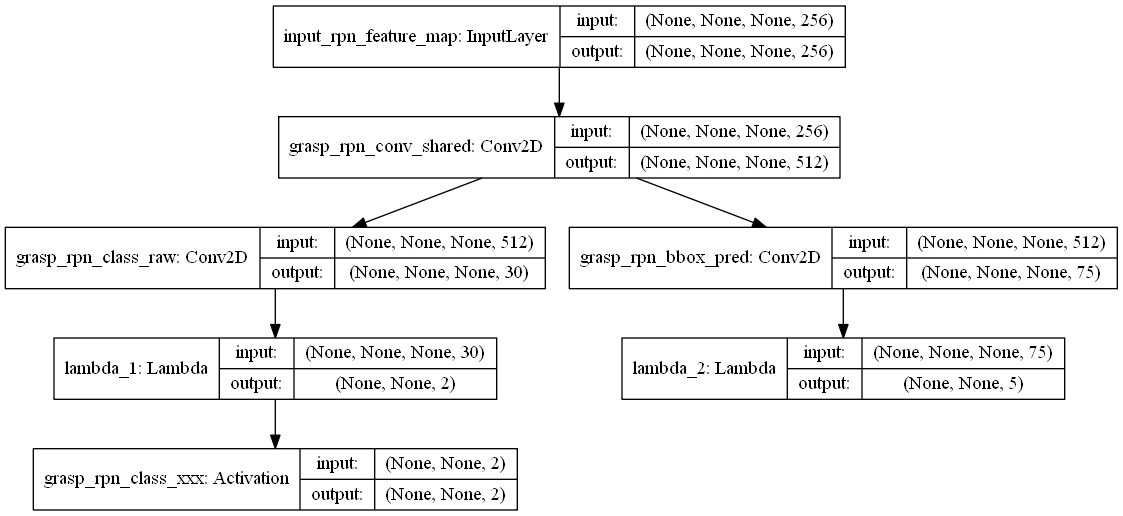 input_rpn_feature_map: InputLayer
input: (None, None, None, 256)
output: (None, None, None, 256)
grasp_rpn_conv_shared: Conv2D
input: (None, None, None, 256)
output: (None, None, None, 512)
grasp_rpn_class_raw: Conv2D
input: (None, None, None, 512)
output: (None, None, None, 30)
grasp_rpn_bbox_pred: Conv2D
input: (None, None, None, 512)
output: (None, None, None, 75)
lambda_1: Lambda
input: (None, None, None, 30)
output: (None, None, 2)
lambda_2: Lambda
input: (None, None, None, 75)
output: (None, None, 5)
grasp_rpn_class_xxx: Activation
input: (None, None, 2)
output: (None, None, 2)